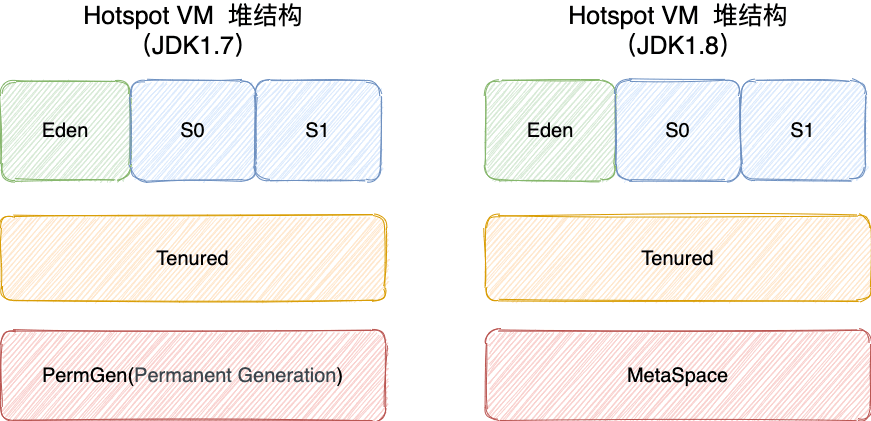 Hotspot VM 堆结构
（JDK1.7）
Eden
S0
S1
Tenured
PermGen(Permanent Generation)
Hotspot VM 堆结构
（JDK1.8）
Eden
S0
S1
Tenured
MetaSpace